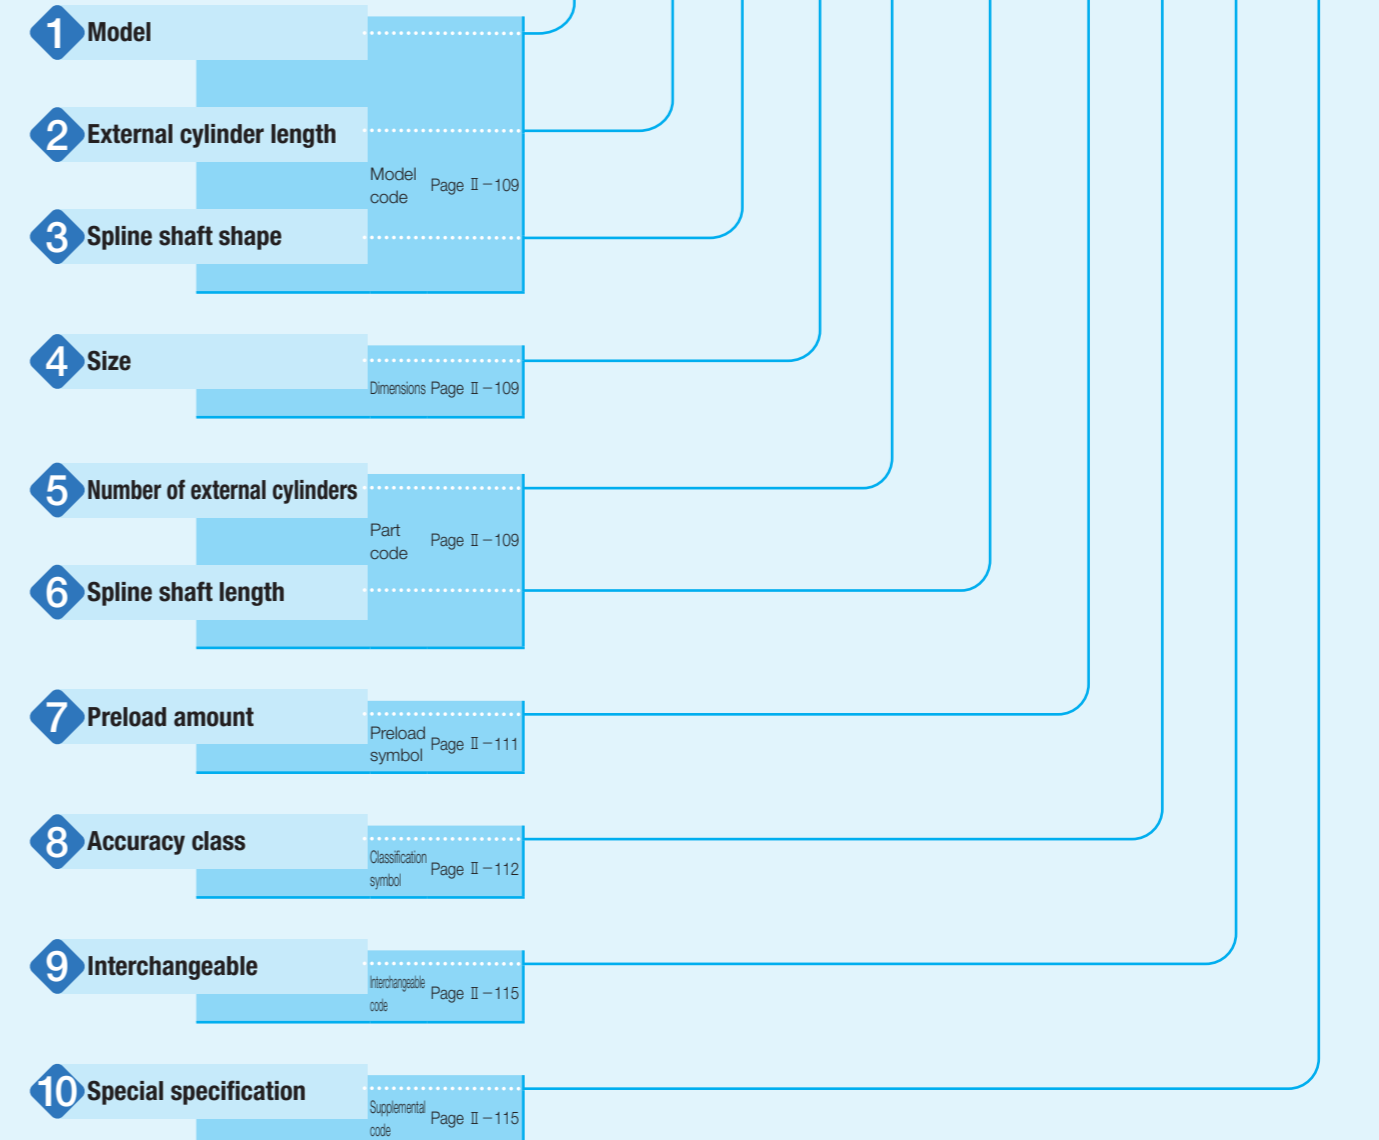 1 Model
2 External cylinder length
Model
code
Page Ⅱ－109
3 Spline shaft shape
4 Size
Dimensions Page Ⅱ－109
5 Number of external cylinders
Part
code
Page Ⅱ－109
6 Spline shaft length
7 Preload amount
Preload
symbol
Page Ⅱ－111
8 Accuracy class
Classification
symbol
Page Ⅱ－112
9 Interchangeable
Interchangeable
code
Page Ⅱ－115
10 Special specification
Supplemental
code
Page Ⅱ－115